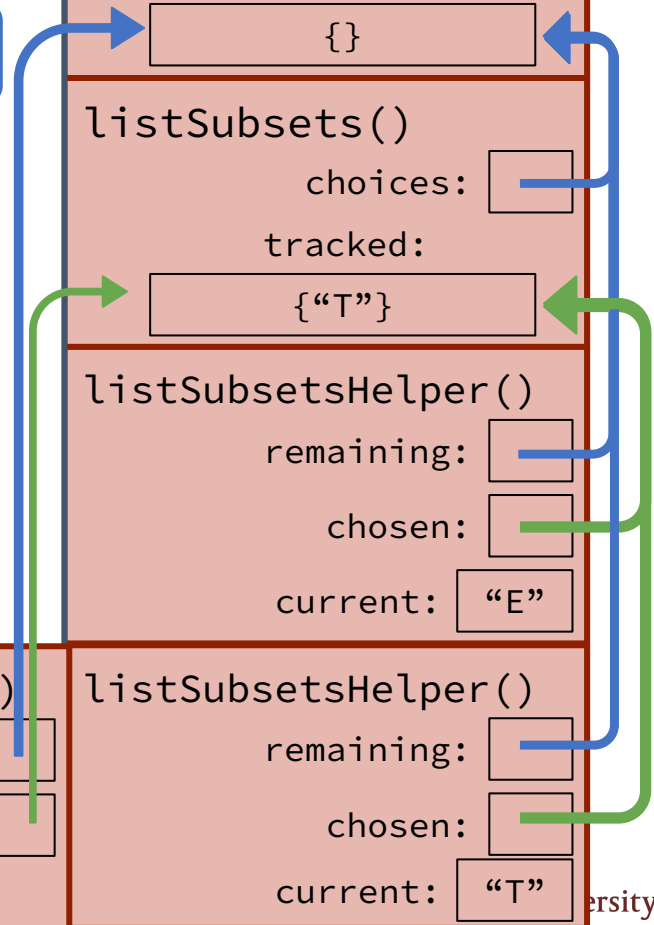 {}
listSubsets()
choices:
tracked:
{“T”}
listSubsetsHelper()
remaining:
chosen:
current: “E”
) listSubsetsHelper()
remaining:
chosen:
current: “T”
ersity